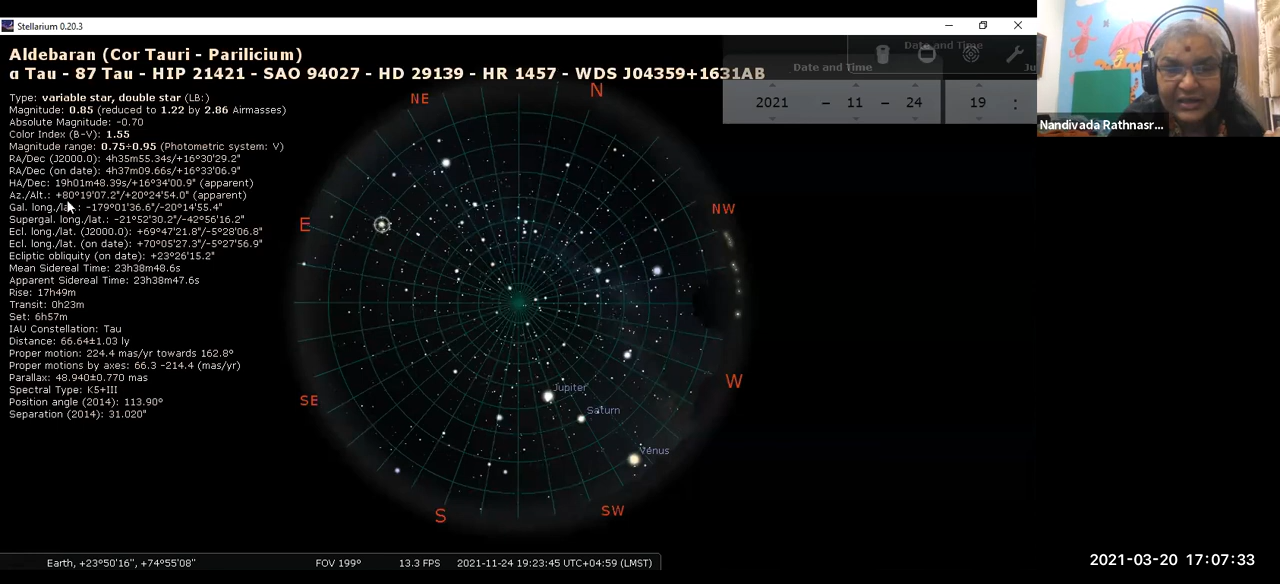 Stellarium 0.20.3
Aldebaran (Cor Tauri - Parilicium)
α Tau - 87 Tau - HIP 21421 - SAO 94027 - HD 29139 - HR 1457 - WDS J04359+1631AB
Type: variable star, double star (LB:)
Magnitude: 0.85 (reduced to 1.22 by 2.86 Airmasses)
Absolute Magnitude: -0.70
Color Index (B-V): 1.55
Magnitude range: 0.75÷0.95 (Photometric system: V)
RA/Dec (J2000.0): 4h35m55.34s/+16°30'29.2"
RA/Dec (on date): 4h37m09.66s/+16°33'06.9"
HA/Dec: 19h01m48.39s/+16°34'00.9" (apparent)
Az./Alt.: +80°19'07.2"/+20°24'54.0" (apparent)
Gal. long./lat.: -179°01'36.6"/-20°14'55.4"
Supergal. long./lat.: -21°52'30.2"/-42°56'16.2"
Ecl. long./lat. (J2000.0): +69°47'21.8"/-5°28'06.8"
Ecl. long./lat. (on date): +70°05'27.3"/-5°27'56.9"
Ecliptic obliquity (on date): +23°26'15.2"
Mean Sidereal Time: 23h38m48.6s
Apparent Sidereal Time: 23h38m47.6s
Rise: 17h49m
Transit: 0h23m
Set: 6h57m
IAU Constellation: Tau
Distance: 66.64±1.03 ly
Proper motion: 224.4 mas/yr towards 162.8°
Proper motions by axes: 66.3 -214.4 (mas/yr)
Parallax: 48.940±0.770 mas
Spectral Type: K5+III
Position angle (2014): 113.90°
Separation (2014): 31.020"
Date and Time
Date and Time
Ju
2021 - 11 - 24 19 :
NE
N
NW
E
W
SE
S
SW
Jupiter
Saturn
Venus
Nandivada Rathnasr...
Earth, +23°50'16", +74°55'08" FOV 199° 13.3 FPS 2021-11-24 19:23:45 UTC+04:59 (LMST)
2021-03-20 17:07:33